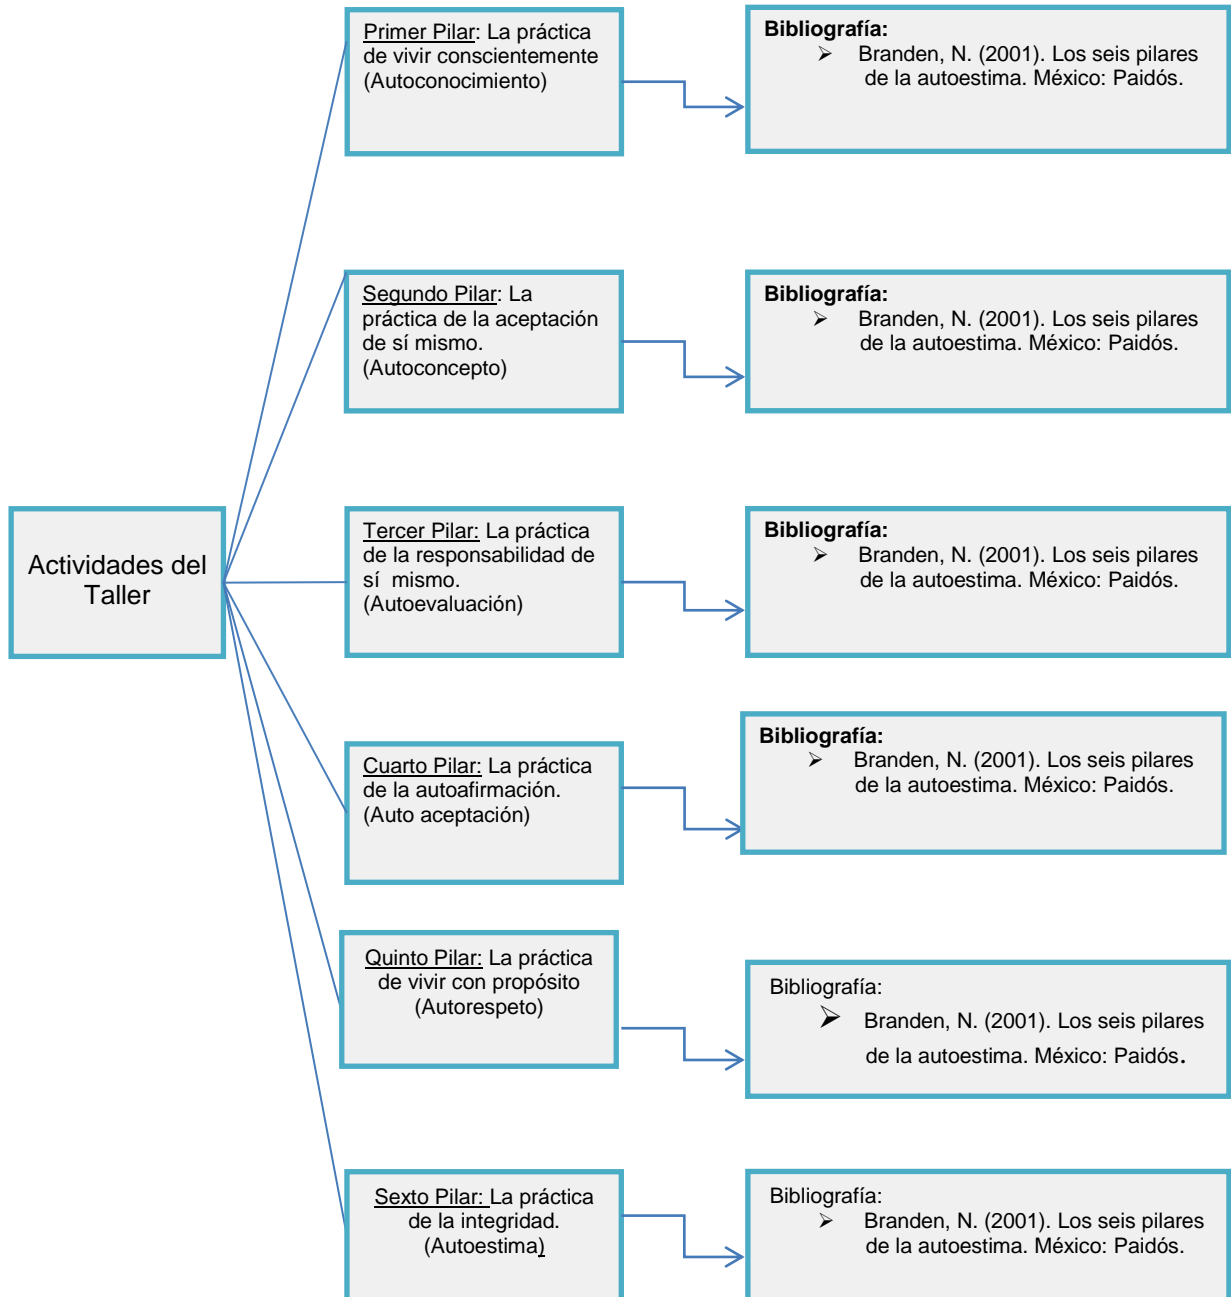 Primer Pilar: La práctica
de vivir conscientemente
(Autoconocimiento)
Bibliografía:
➢ Branden, N. (2001). Los seis pilares
de la autoestima. México: Paidós.
Segundo Pilar: La
práctica de la aceptación
de sí mismo.
(Autoconcepto)
Bibliografía:
➢ Branden, N. (2001). Los seis pilares
de la autoestima. México: Paidós.
Actividades del
Taller
Tercer Pilar: La práctica
de la responsabilidad de
sí mismo.
(Autoevaluación)
Bibliografía:
➢ Branden, N. (2001). Los seis pilares
de la autoestima. México: Paidós.
Cuarto Pilar: La práctica
de la autoafirmación.
(Auto aceptación)
Bibliografía:
➢ Branden, N. (2001). Los seis pilares
de la autoestima. México: Paidós.
Quinto Pilar: La práctica
de vivir con propósito
(Autorespeto)
Bibliografía:
➢ Branden, N. (2001). Los seis pilares
de la autoestima. México: Paidós.
Sexto Pilar: La práctica
de la integridad.
(Autoestima)
Bibliografía:
➢ Branden, N. (2001). Los seis pilares
de la autoestima. México: Paidós.